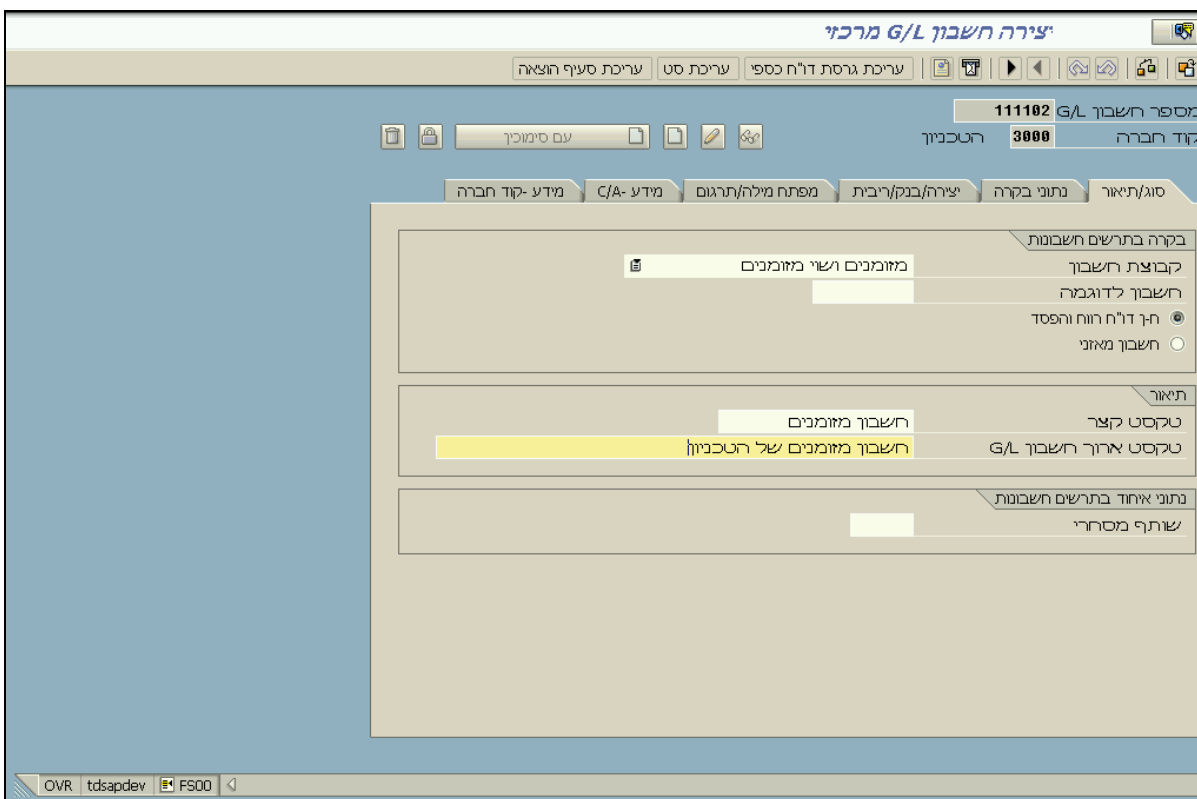 יצירה חשבון G/L מרכזי
עריכת גרסת דו"ח כספי עריכת סט עריכת סעיף הוצאה
מספר חשבון G/L 111102
קוד חברה 3000 הטכניון
עם סימוכין
סוג/תיאור נתוני בקרה יצירה/בנק/ריבית מפתח מילה/תרגום מידע -C/A מידע -קוד חברה
בקרה בתרשים חשבונות
קבוצת חשבון מזומנים ושוי מזומנים
חשבון לדוגמה
ח-ן דו"ח רווח והפסד
חשבון מאזני
תיאור
טקסט קצר חשבון מזומנים
טקסט ארוך חשבון G/L חשבון מזומנים של הטכניון
נתוני איחוד בתרשים חשבונות
שותף מסחרי
OVR tdsapdev FS00